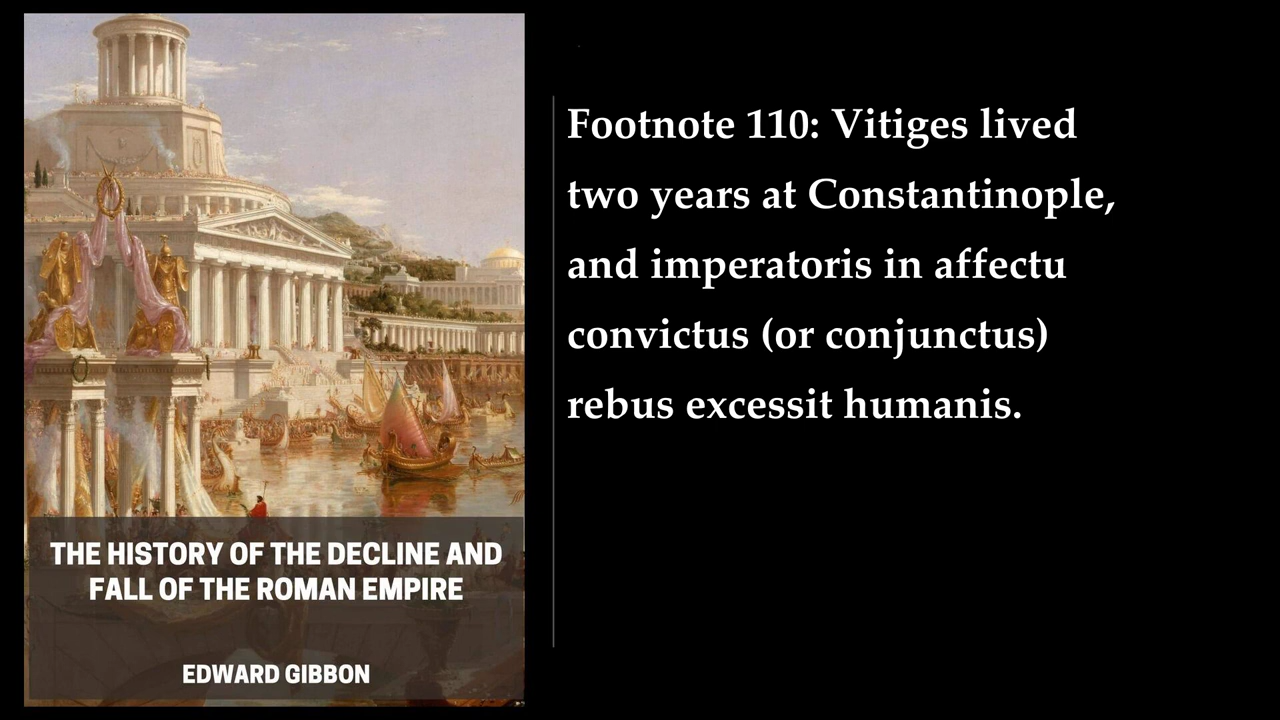 Footnote 110: Vitiges lived
two years at Constantinople,
and imperatoris in affectu
convictus (or conjunctus)
rebus excessit humanis.
THE HISTORY OF THE DECLINE AND
FALL OF THE ROMAN EMPIRE
EDWARD GIBBON